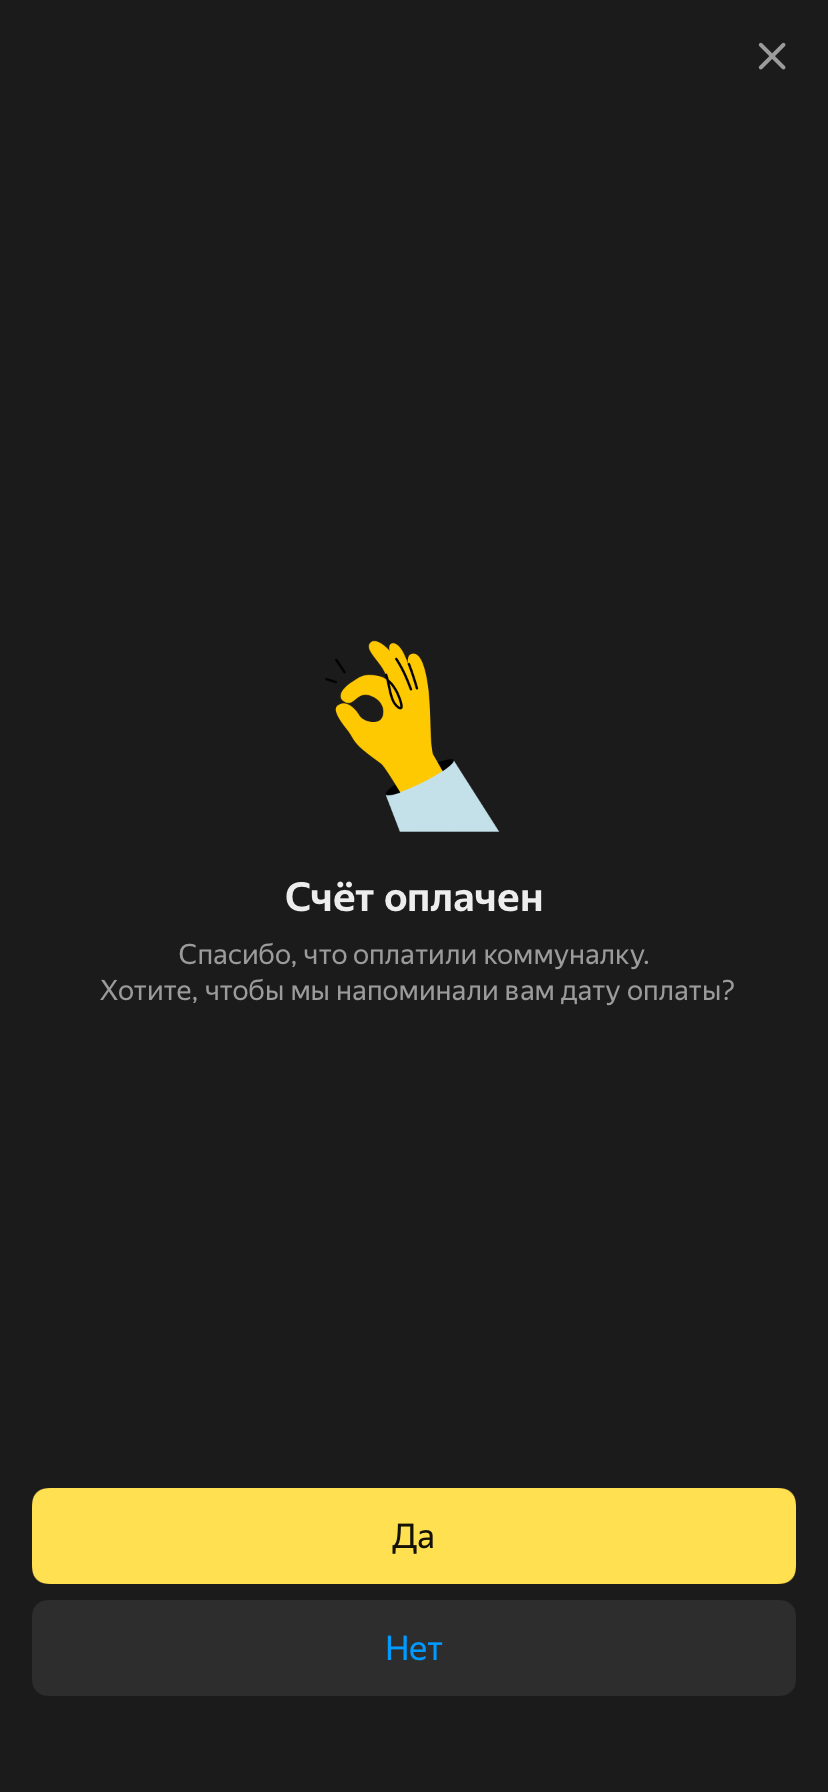 Счёт оплачен
Спасибо, что оплатили коммуналку.
Хотите, чтобы мы напоминали вам дату оплаты?
Да
Нет